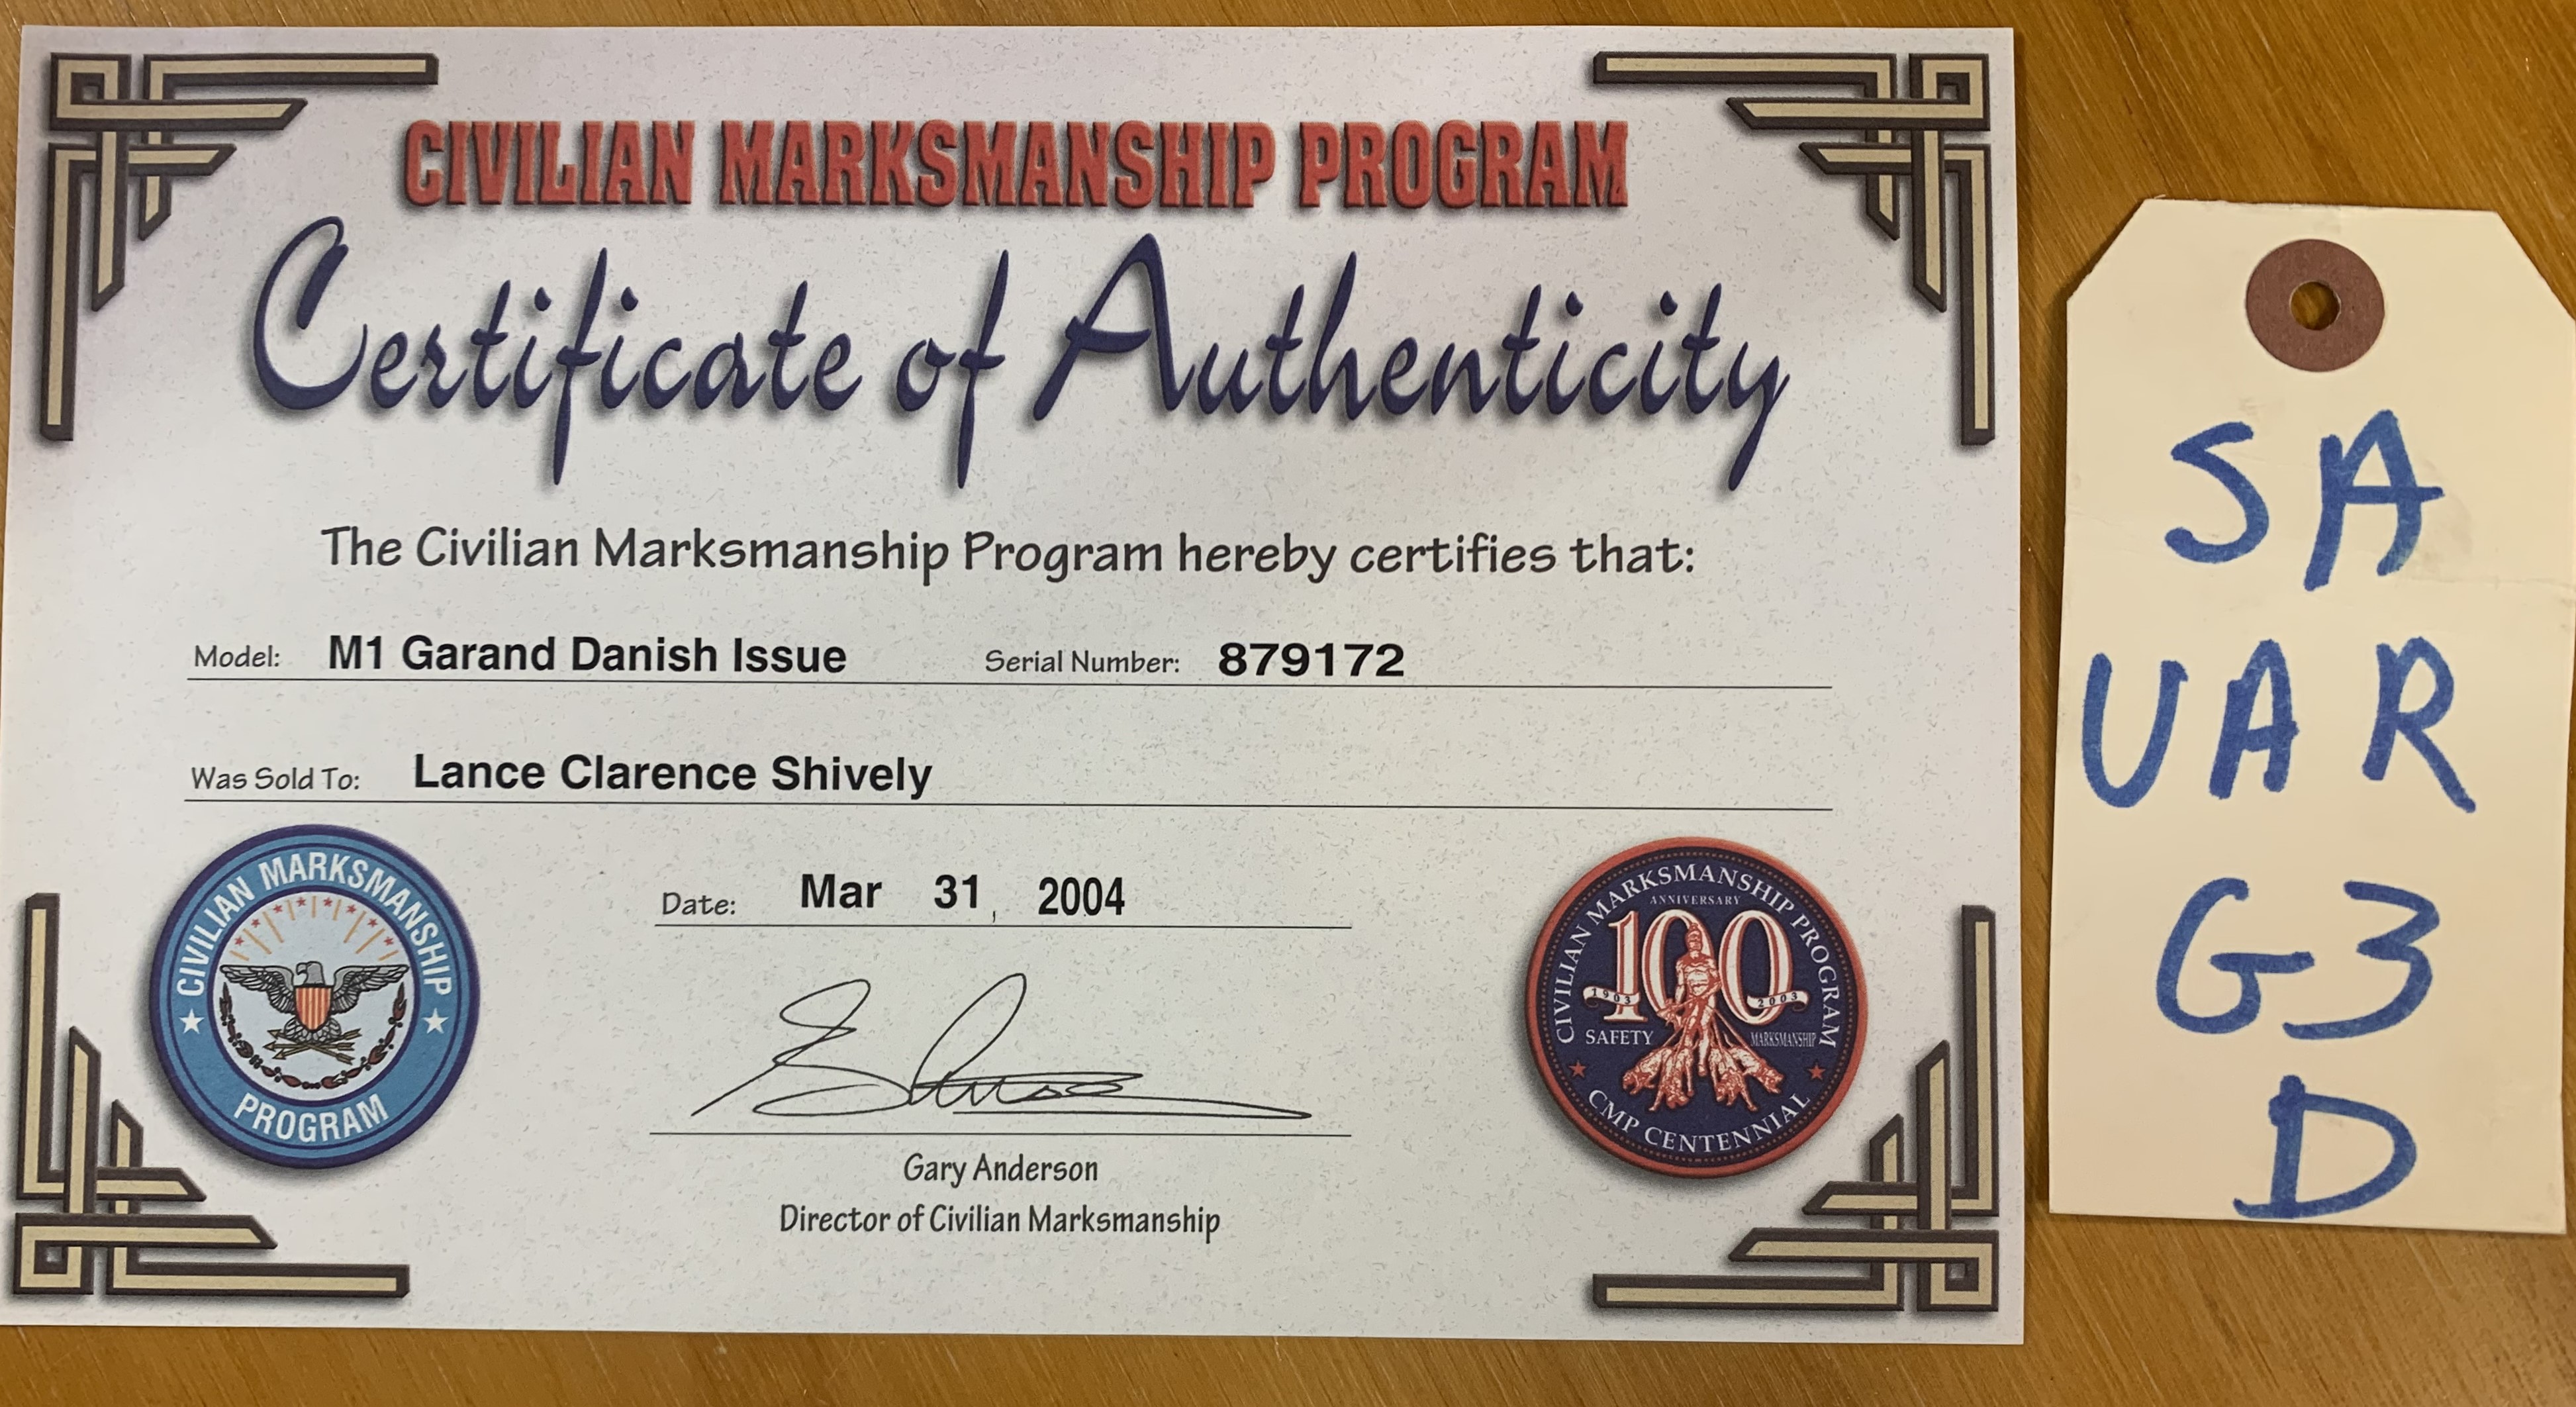 CIVILIAN MARKSMANSHIP PROGRAM
Certificate of Authenticity
The Civilian Marksmanship Program hereby certifies that:
Model: M1 Garand Danish Issue Serial Number: 879172
Was Sold To: Lance Clarence Shively
Date: Mar 31, 2004
Gary Anderson
Director of Civilian Marksmanship
CIVILIAN MARKSMANSHIP
PROGRAM
CIVILIAN MARKSMANSHIP PROGRAM
ANNIVERSARY
100
1903 2003
SAFETY MARKSMANSHIP
CMP CENTENNIAL
SA
UAR
G3
D